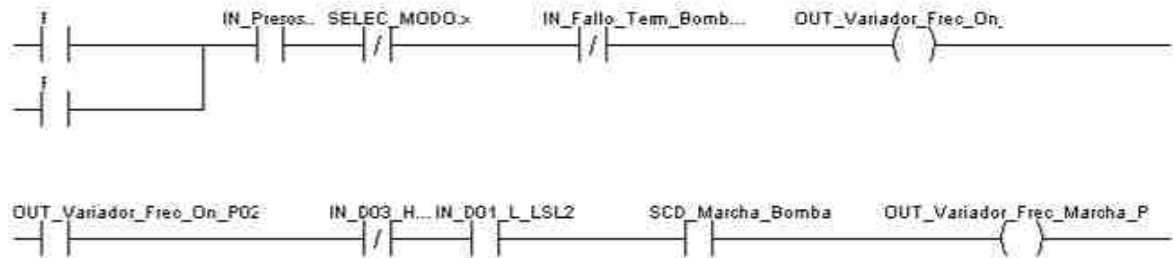 IN_Presos.. SELEC_MODO.x IN_Fallo_Term_Bomb... OUT_Variador_Frec_On_
OUT_Variador_Frec_On_P02 IN_D03_H... IN_D01_L_LSL2 SCD_Marcha_Bomba OUT_Variador_Frec_Marcha_P